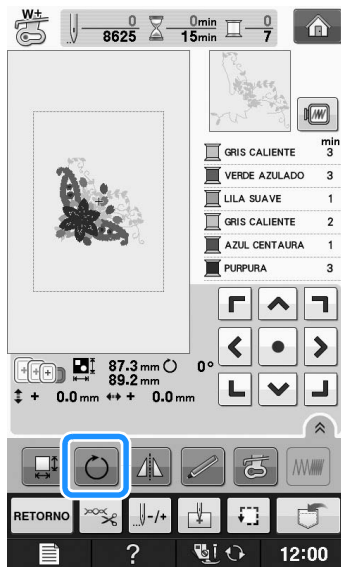 W+
0
8625
0min
15min
0
7
min
GRIS CALIENTE 3
VERDE AZULADO 3
LILA SUAVE 1
GRIS CALIENTE 2
AZUL CENTAURA 1
PURPURA 3
87.3 mm 0°
89.2 mm
+ 0.0 mm + 0.0 mm
RETORNO
-/+
? 12:00